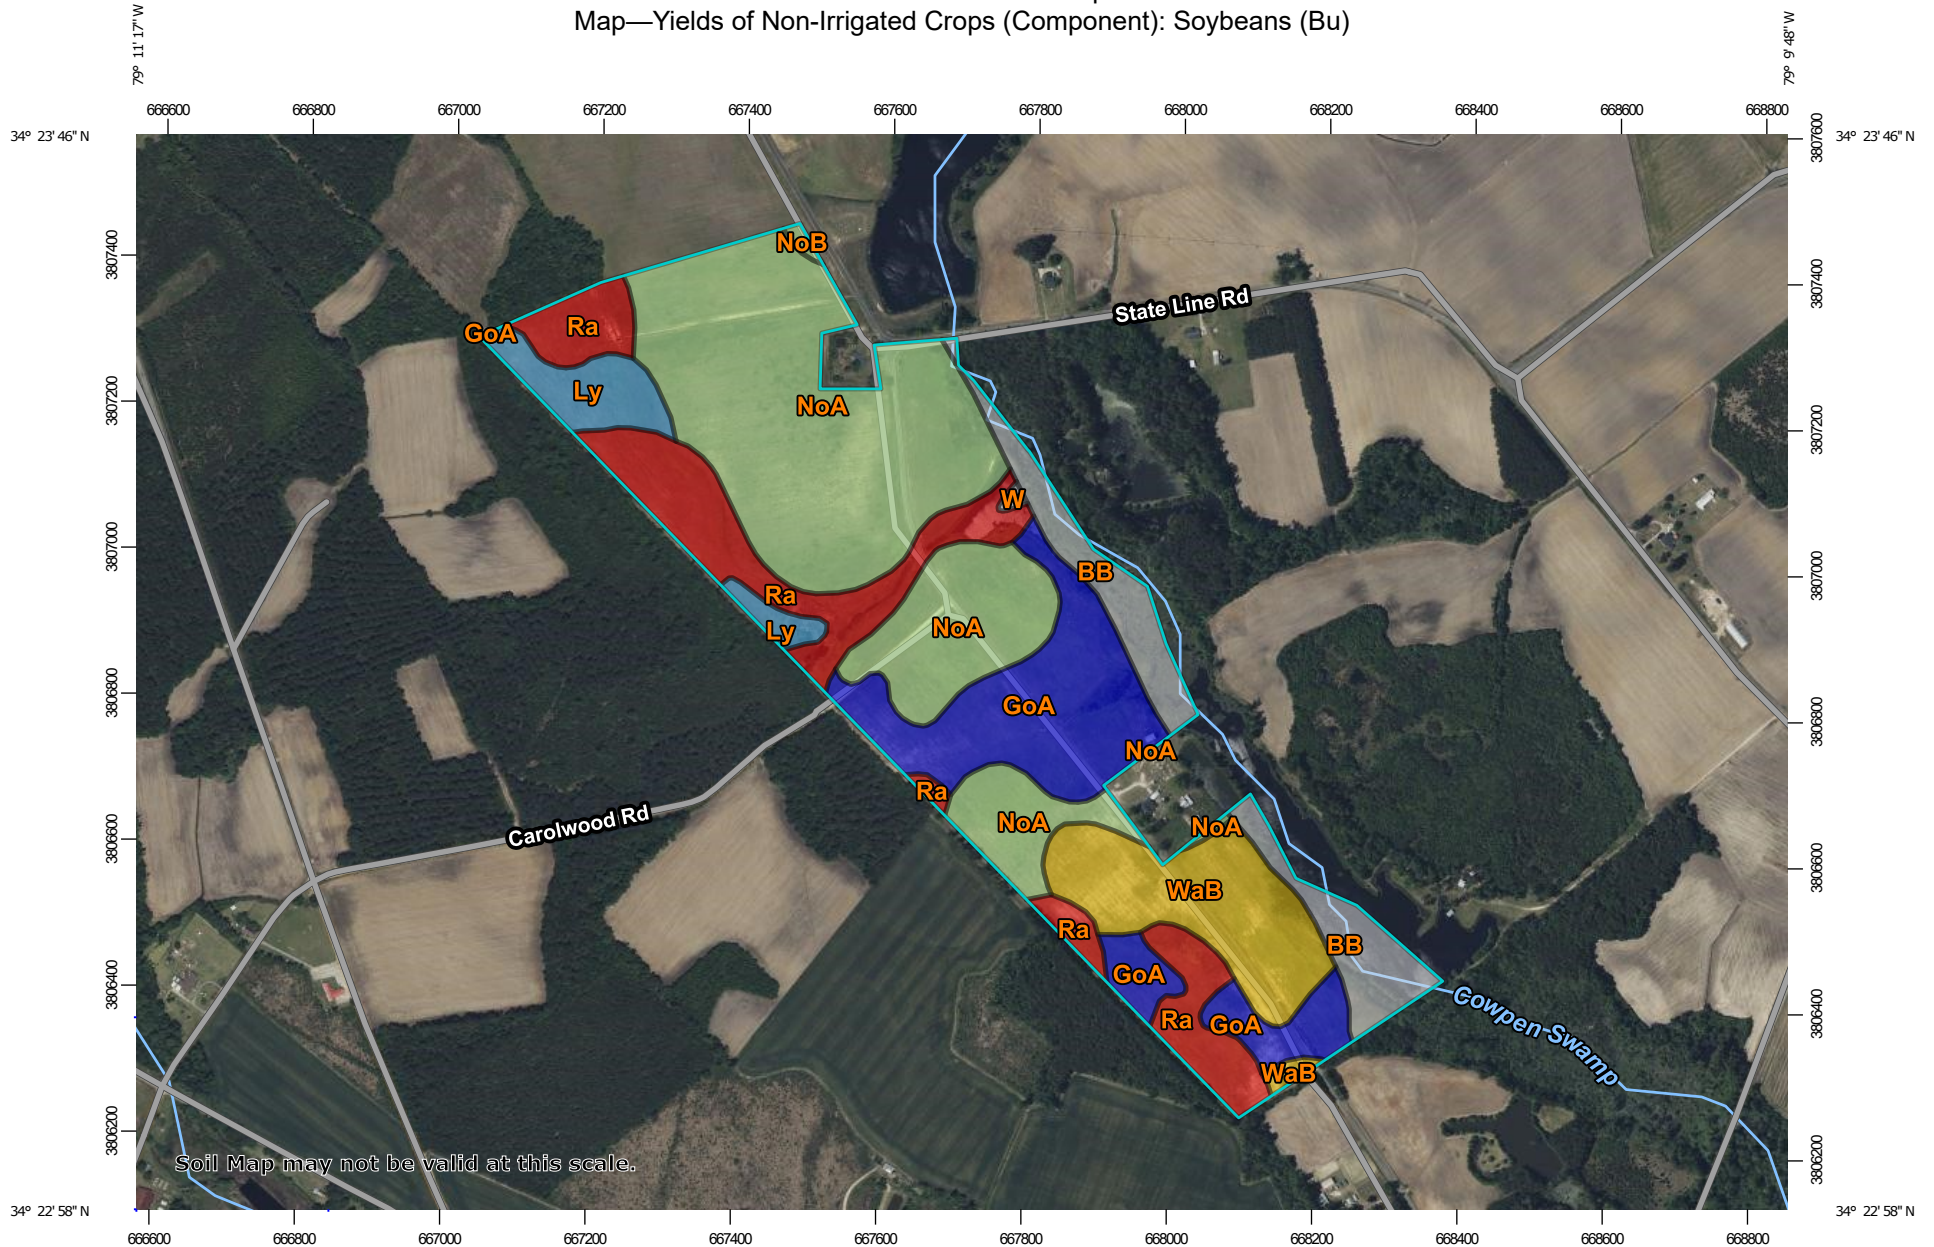 Map—Yields of Non-Irrigated Crops (Component): Soybeans (Bu)
79° 11' 17" W
79° 9' 48" W
666600 666800 667000 667200 667400 667600 667800 668000 668200 668400 668600 668800
34° 23' 46" N
34° 23' 46" N
3807600
3807400
3807400
3807200
3807200
3807000
3807000
3806800
3806800
3806600
3806600
3806400
3806400
3806200
3806200
NoB
State Line Rd
GoA
Ra
Ly
NoA
W
BB
Ra
Ly
NoA
GoA
NoA
Ra
Carolwood Rd
NoA
NoA
WaB
Ra
BB
GoA
Cowpen Swamp
Ra
GoA
WaB
Soil Map may not be valid at this scale.
34° 22' 58" N
34° 22' 58" N
666600 666800 667000 667200 667400 667600 667800 668000 668200 668400 668600 668800